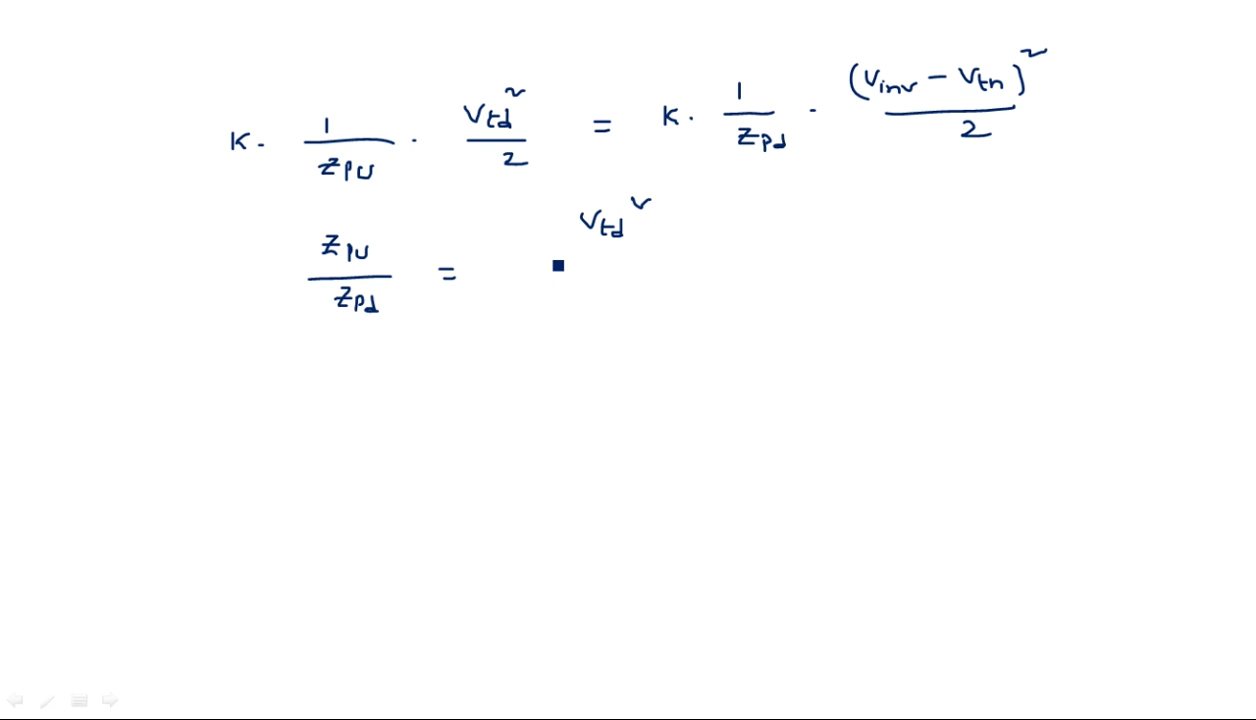 K · 1/Zpu · Vtd²/2 = K · 1/Zpd · (Vinv − Vtn)²/2
Zpu/Zpd = Vtd²